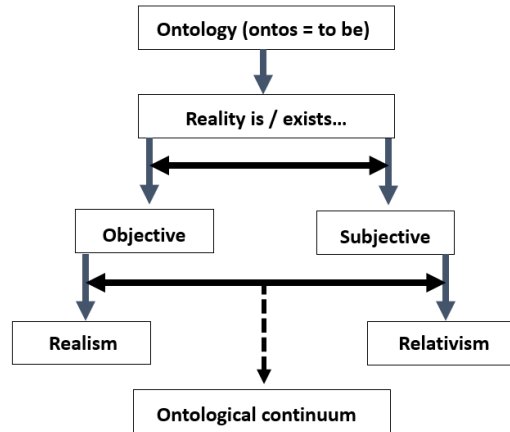 Ontology (ontos = to be)
Reality is / exists...
Objective
Subjective
Realism
Relativism
Ontological continuum